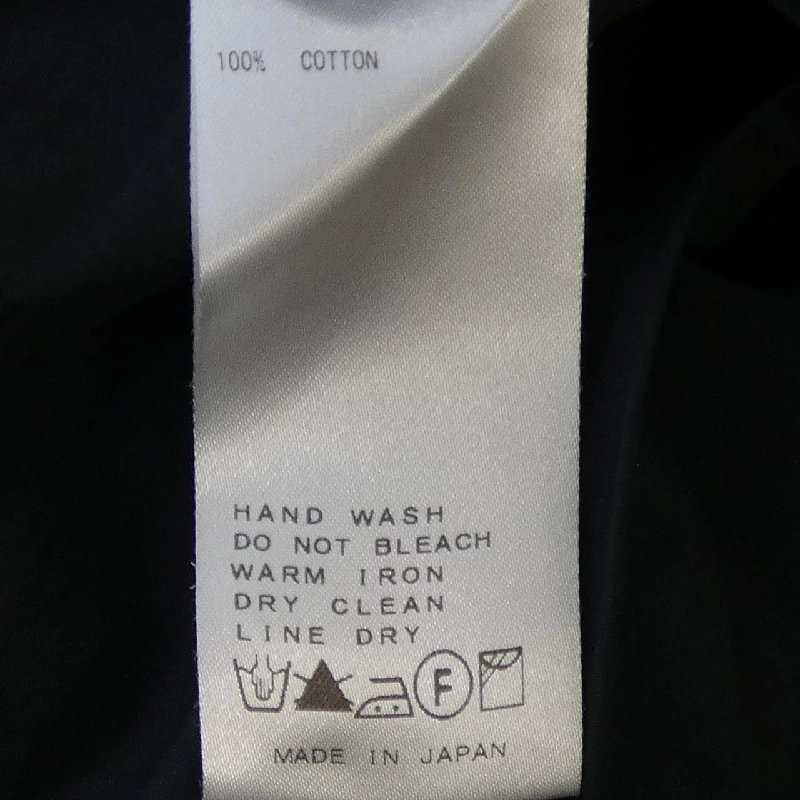 100% COTTON
HAND WASH
DO NOT BLEACH
WARM IRON
DRY CLEAN
LINE DRY
F
MADE IN JAPAN